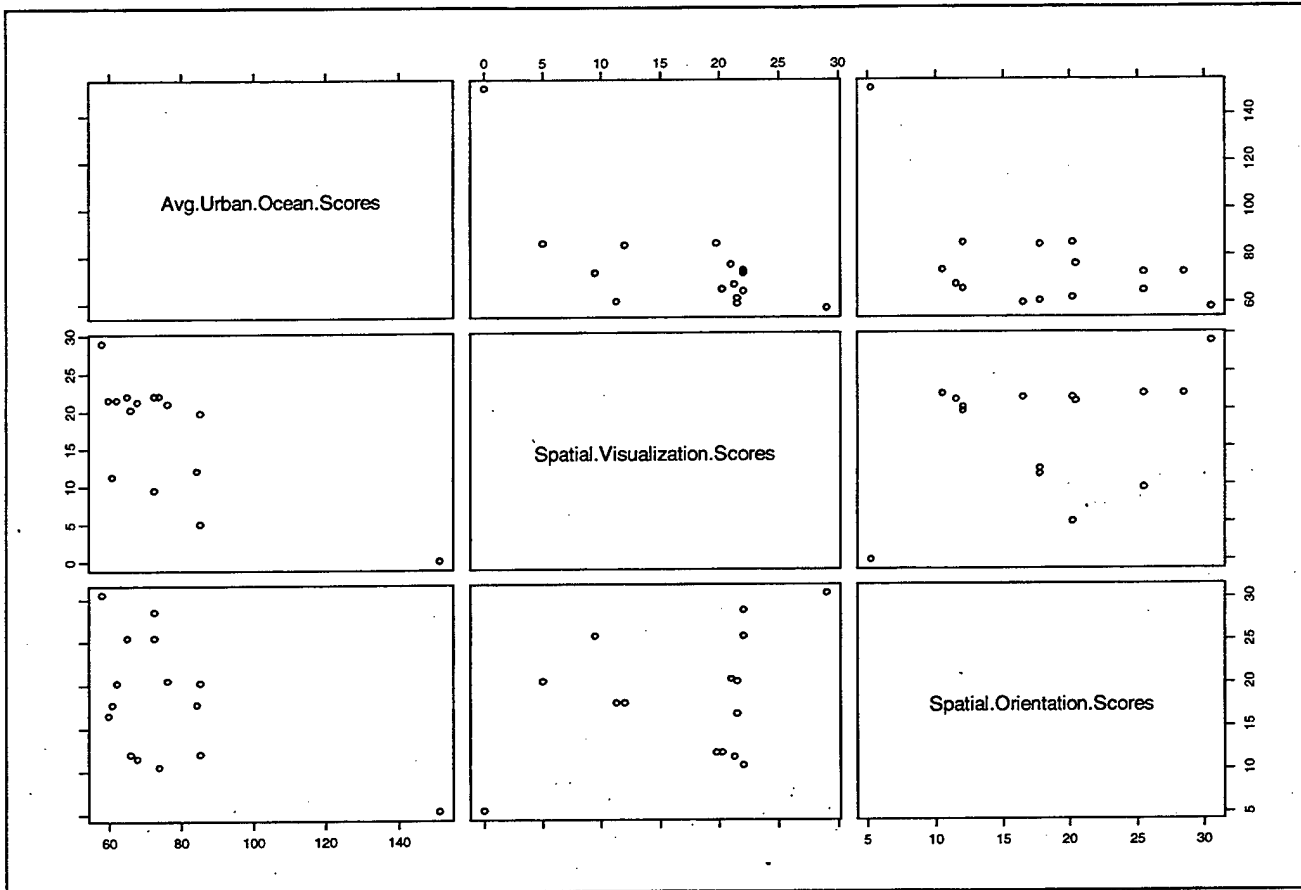 0 5 10 15 20 25 30
Avg.Urban.Ocean.Scores
60 80 100 120 140
0 5 10 15 20 25 30
Spatial.Visualization.Scores
Spatial.Orientation.Scores
5 10 15 20 25 30
60 80 100 120 140
5 10 15 20 25 30